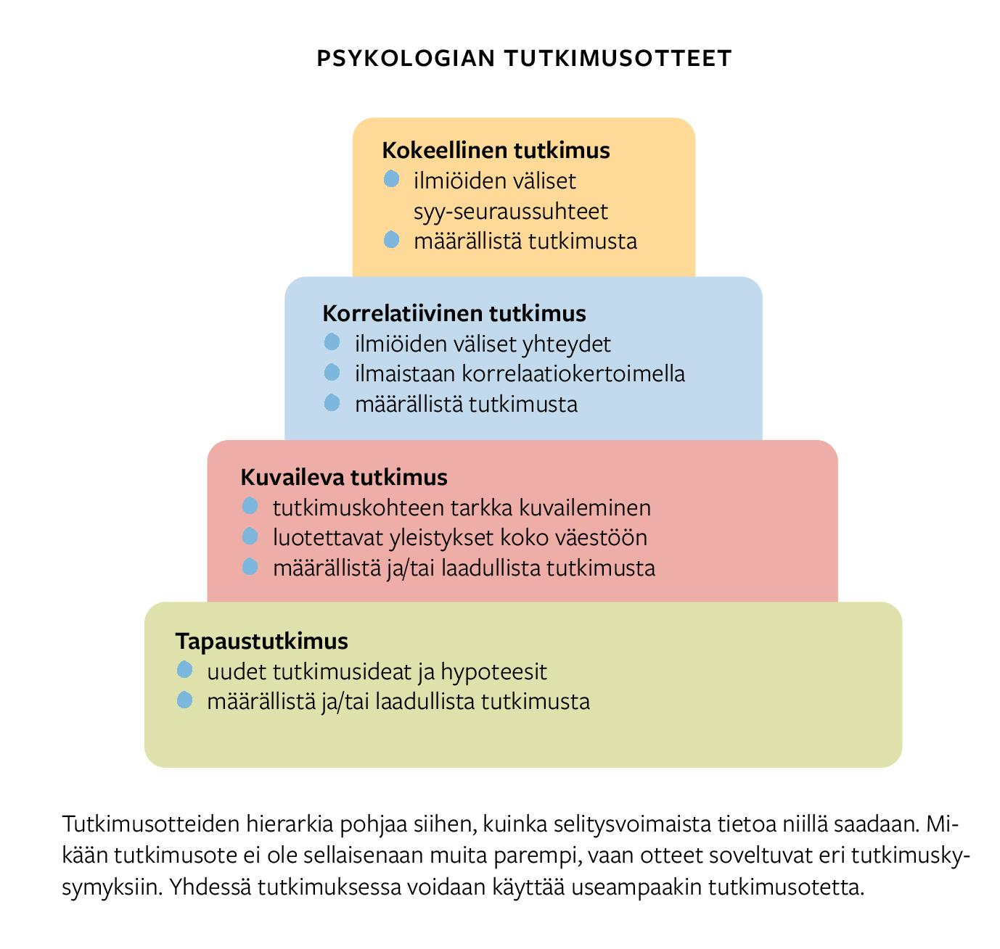 PSYKOLOGIAN TUTKIMUSOTTEET
Kokeellinen tutkimus
ilmiöiden väliset
syy-seuraussuhteet
määrällistä tutkimusta
Korrelatiivinen tutkimus
ilmiöiden väliset yhteydet
ilmaistaan korrelaatiokertoimella
määrällistä tutkimusta
Kuvaileva tutkimus
tutkimuskohteen tarkka kuvaileminen
luotettavat yleistykset koko väestöön
määrällistä ja/tai laadullista tutkimusta
Tapaustutkimus
uudet tutkimusideat ja hypoteesit
määrällistä ja/tai laadullista tutkimusta
Tutkimusotteiden hierarkia pohjaa siihen, kuinka selitysvoimaista tietoa niillä saadaan. Mi-
kään tutkimusote ei ole sellaisenaan muita parempi, vaan otteet soveltuvat eri tutkimusky-
symyksiin. Yhdessä tutkimuksessa voidaan käyttää useampaakin tutkimusotetta.